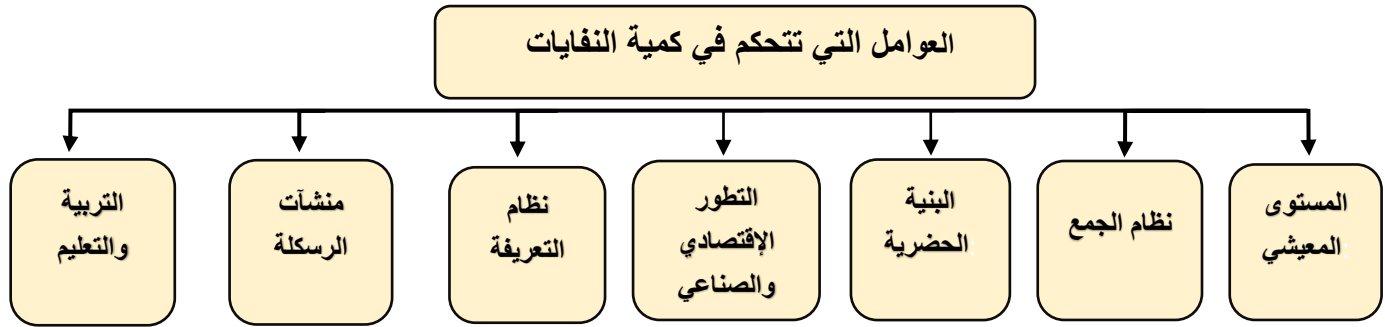 العوامل التي تتحكم في كمية النفايات
المستوى
المعيشي:
نظام الجمع
البنية
الحضرية.
التطور
الإقتصادي
والصناعي
نظام
التعريفة
منشآت
الرسكلة
التربية
والتعليم